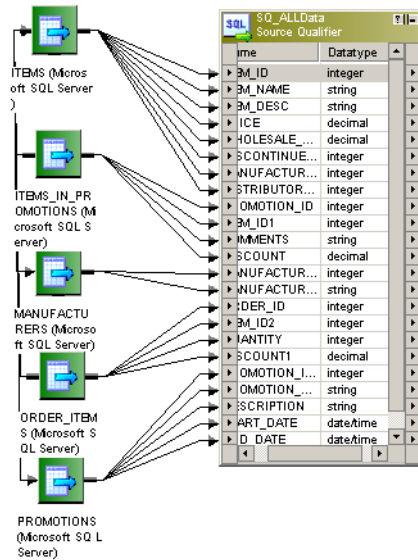 ITEMS (Micros
oft SQL Server
)
ITEMS_IN_PR
OMOTIONS (Mi
crosoft SQL S
erver)
MANUFACTU
RERS (Microso
ft SQL Server)
ORDER_ITEM
S (Microsoft S
QL Server)
PROMOTIONS
(Microsoft SQL
Server)
SQL SQ_ALLData
Source Qualifier
me Datatype
EM_ID integer
EM_NAME string
EM_DESC string
ICE decimal
HOLESALE_... decimal
SCONTINUE... integer
ANUFACTUR... integer
STRIBUTOR... integer
OMOTION_ID integer
EM_ID1 integer
MMENTS string
SCOUNT decimal
ANUFACTUR... integer
ANUFACTUR... string
RDER_ID integer
EM_ID2 integer
UANTITY integer
SCOUNT1 decimal
OMOTION_I... integer
OMOTION_... string
ESCRIPTION string
ART_DATE date/time
D_DATE date/time